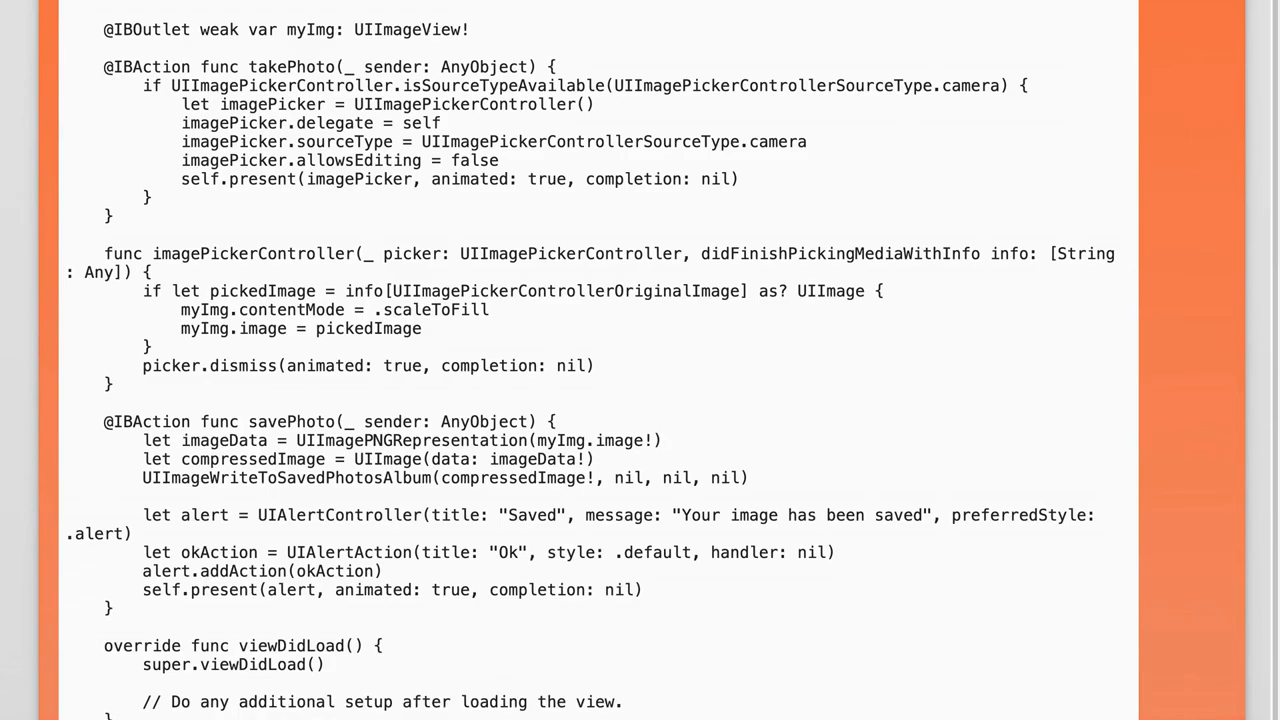 @IBOutlet weak var myImg: UIImageView!
@IBAction func takePhoto(_ sender: AnyObject) {
if UIImagePickerController.isSourceTypeAvailable(UIImagePickerControllerSourceType.camera) {
let imagePicker = UIImagePickerController()
imagePicker.delegate = self
imagePicker.sourceType = UIImagePickerControllerSourceType.camera
imagePicker.allowsEditing = false
self.present(imagePicker, animated: true, completion: nil)
}
}
func imagePickerController(_ picker: UIImagePickerController, didFinishPickingMediaWithInfo info: [String
: Any]) {
if let pickedImage = info[UIImagePickerControllerOriginalImage] as? UIImage {
myImg.contentMode = .scaleToFill
myImg.image = pickedImage
}
picker.dismiss(animated: true, completion: nil)
}
@IBAction func savePhoto(_ sender: AnyObject) {
let imageData = UIImagePNGRepresentation(myImg.image!)
let compressedImage = UIImage(data: imageData!)
UIImageWriteToSavedPhotosAlbum(compressedImage!, nil, nil, nil)
let alert = UIAlertController(title: "Saved", message: "Your image has been saved", preferredStyle:
.alert)
let okAction = UIAlertAction(title: "Ok", style: .default, handler: nil)
alert.addAction(okAction)
self.present(alert, animated: true, completion: nil)
}
override func viewDidLoad() {
super.viewDidLoad()
// Do any additional setup after loading the view.
}